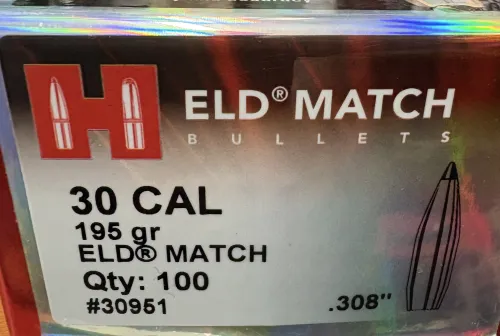 ELD® MATCH
BULLETS
30 CAL
195 gr
ELD® MATCH
Qty: 100
#30951
.308"